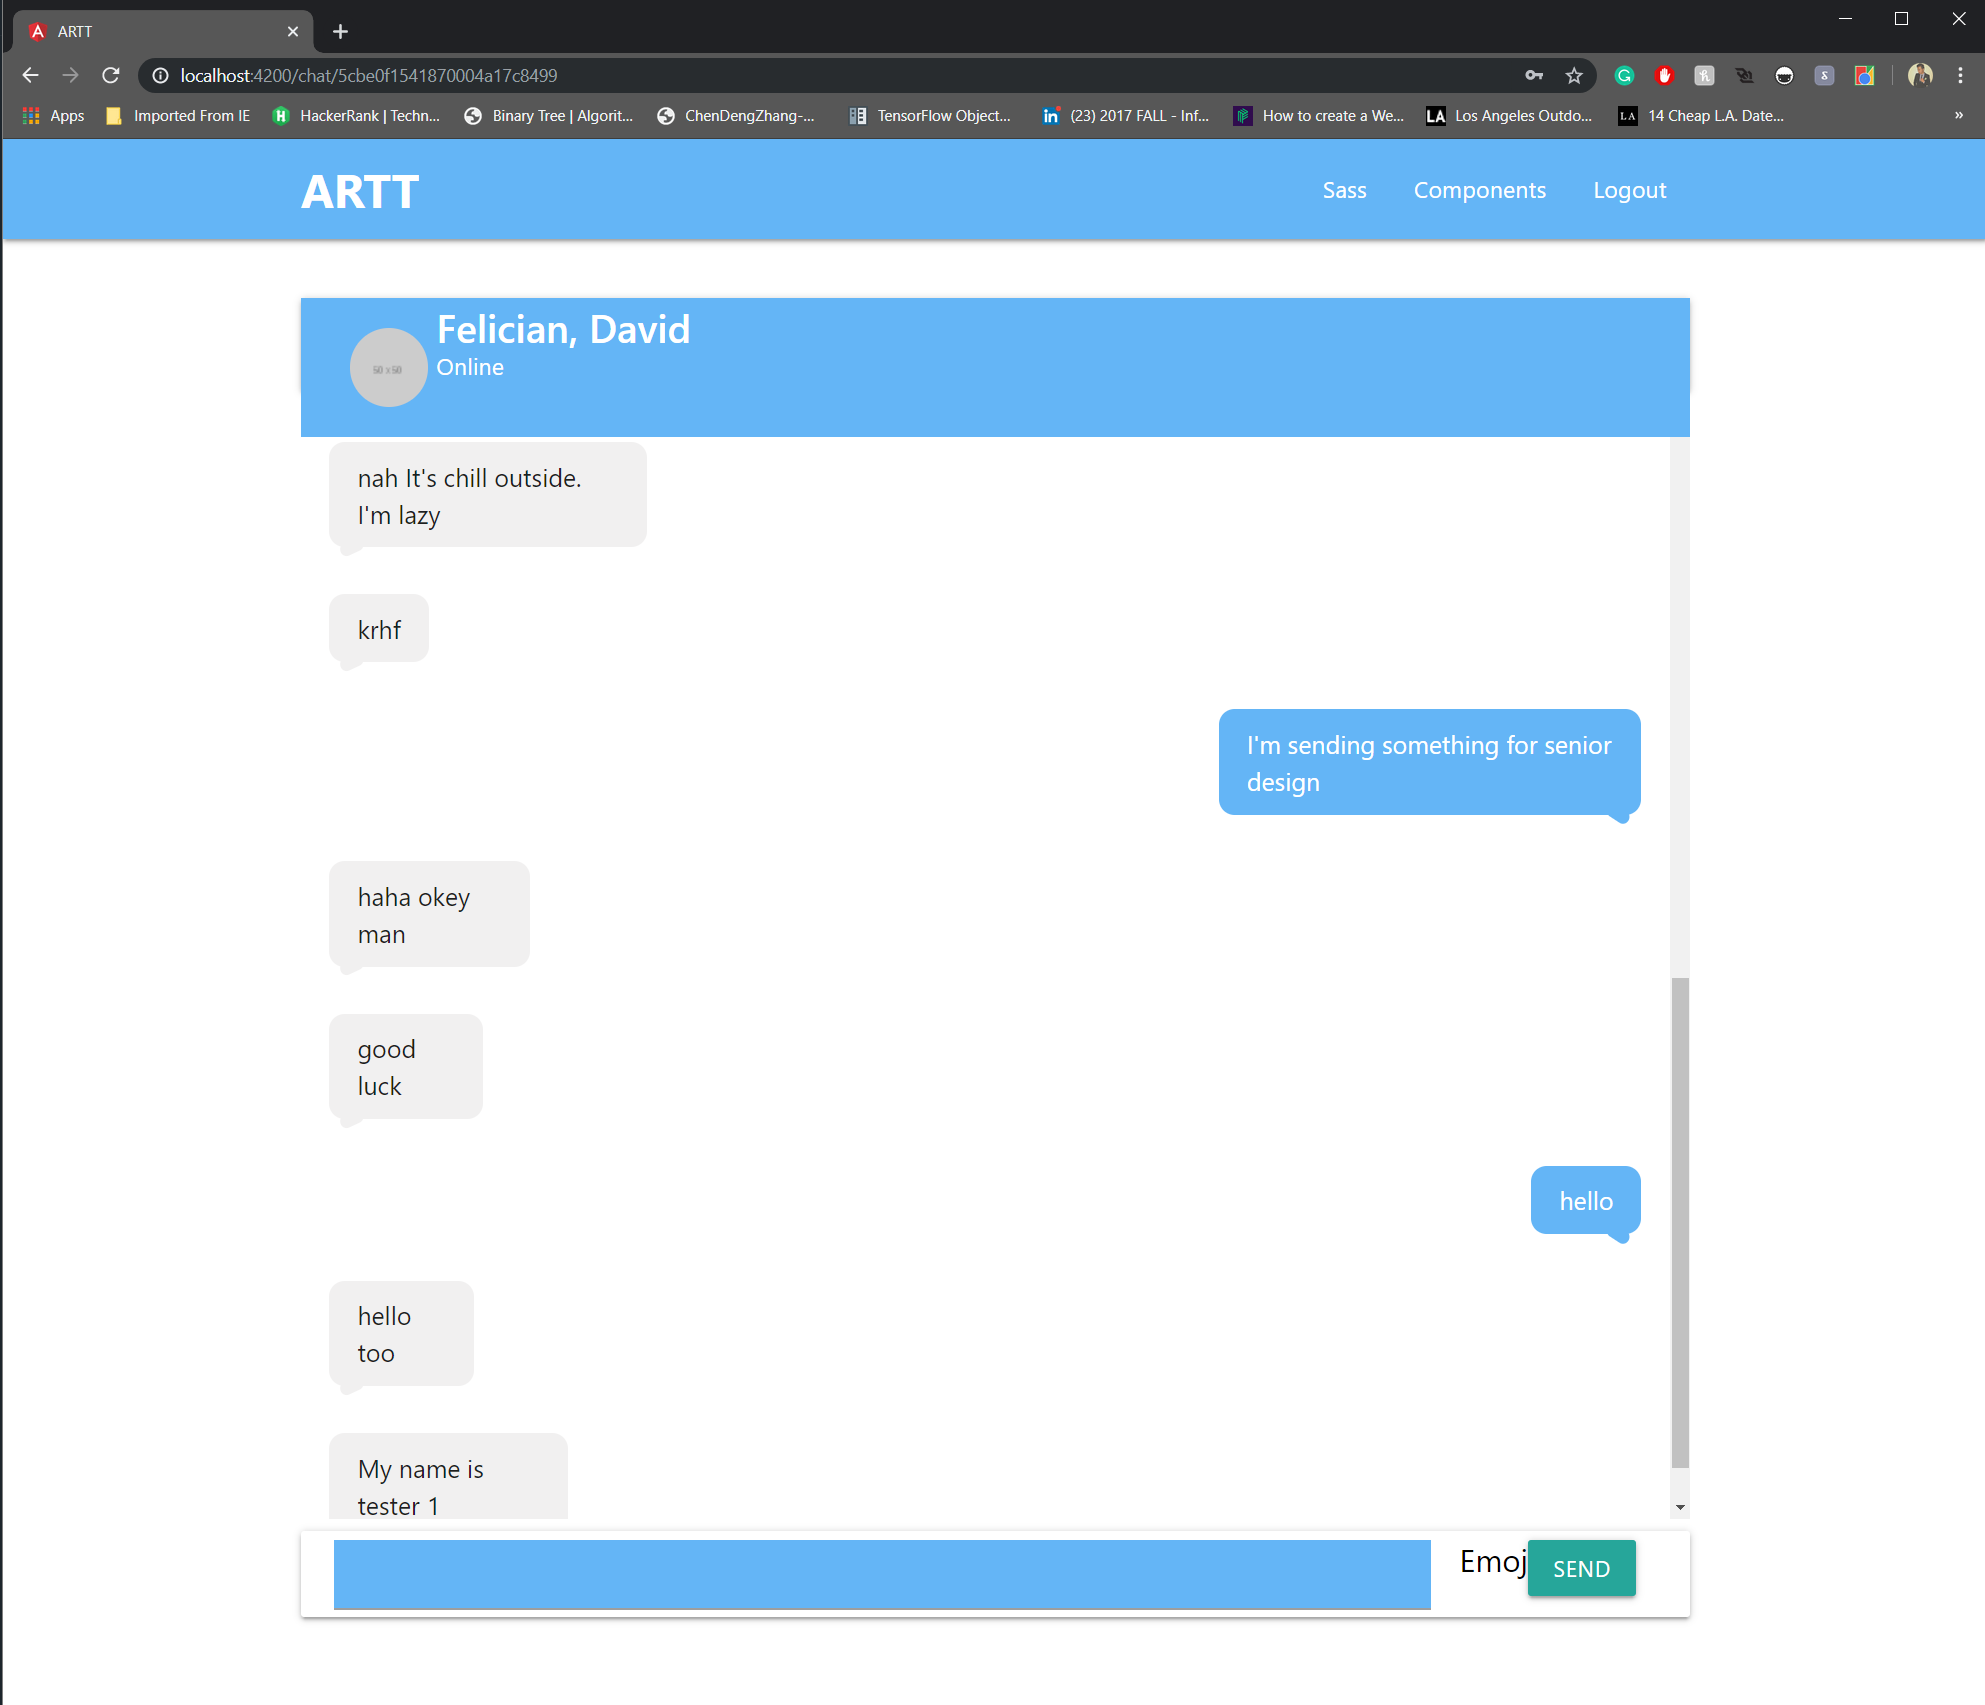 ARTT
localhost:4200/chat/5cbe0f1541870004a17c8499
Apps Imported From IE HackerRank | Techn... Binary Tree | Algorit... ChenDengZhang-... TensorFlow Object... (23) 2017 FALL - Inf... How to create a We... Los Angeles Outdo... 14 Cheap L.A. Date... »
ARTT Sass Components Logout
Felician, David
50 x 50
Online
nah It's chill outside.
I'm lazy
krhf
I'm sending something for senior
design
haha okey
man
good
luck
hello
hello
too
My name is
tester 1
Emoj SEND